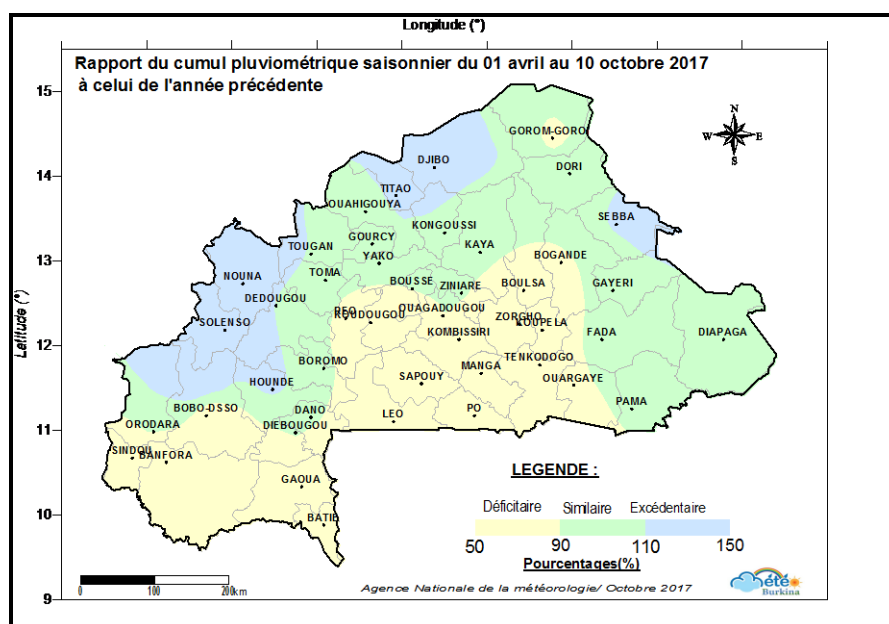 Longitude (°)
Rapport du cumul pluviométrique saisonnier du 01 avril au 10 octobre 2017
à celui de l'année précédente
15
14
13
12
11
10
9
Latitude (°)
N
W E
S
GOROM-GORO
DJIBO
DORI
TITAO
OUAHIGOUYA
SEBBA
KONGOUSSI
GOURCY
TOUGAN
KAYA
YAKO
BOGANDE
NOUNA
TOMA
BOUSSE
ZINIARE
BOULSA
GAYERI
DEDOUGOU
REO
KOUDOUGOU
OUAGADOUGOU
ZORGHO
KOUPELA
SOLENSO
KOMBISSIRI
FADA
DIAPAGA
BOROMO
TENKODOGO
MANGA
HOUNDE
SAPOUY
OUARGAYE
BOBO-DSSO
DANO
LEO
PO
PAMA
ORODARA
DIEBOUGOU
SINDOU
BANFORA
GAOUA
BATIE
LEGENDE :
Déficitaire Similaire Excédentaire
50 90 110 150
Pourcentages(%)
0 100 200km
Agence Nationale de la météorologie/ Octobre 2017
météo
Burkina